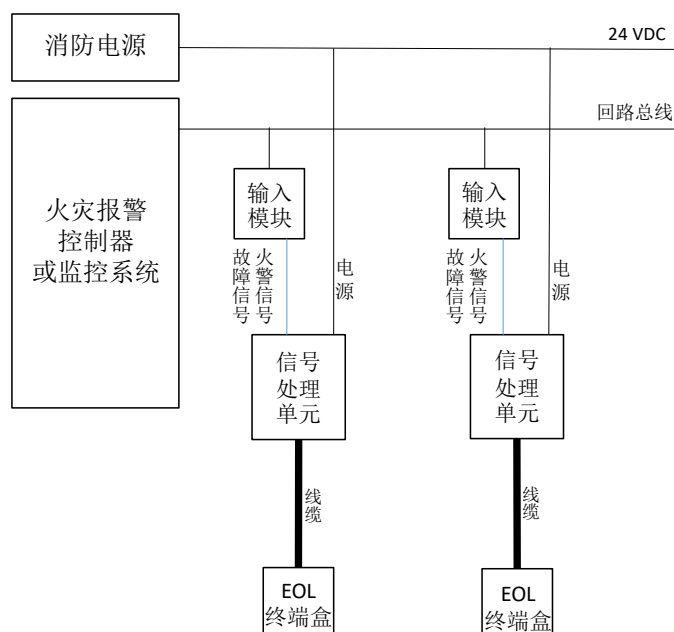 消防电源
24 VDC
回路总线
火灾报警
控制器
或监控系统
输入
模块
输入
模块
故障信号
火警信号
电源
故障信号
火警信号
电源
信号
处理
单元
信号
处理
单元
线缆
线缆
EOL
终端盒
EOL
终端盒